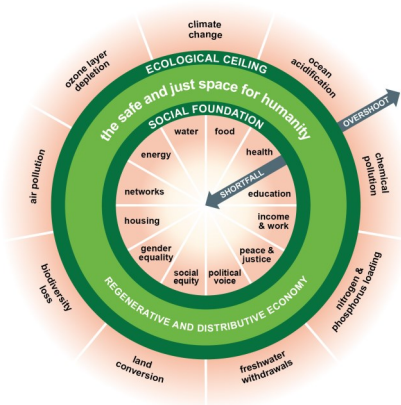 climate
change
ocean
acidification
chemical
pollution
nitrogen &
phosphorus loading
freshwater
withdrawals
land
conversion
biodiversity
loss
air pollution
ozone layer
depletion
ECOLOGICAL CEILING
the safe and just space for humanity
SOCIAL FOUNDATION
OVERSHOOT
SHORTFALL
water
food
health
education
income
& work
peace &
justice
political
voice
social
equity
gender
equality
housing
networks
energy
REGENERATIVE AND DISTRIBUTIVE ECONOMY